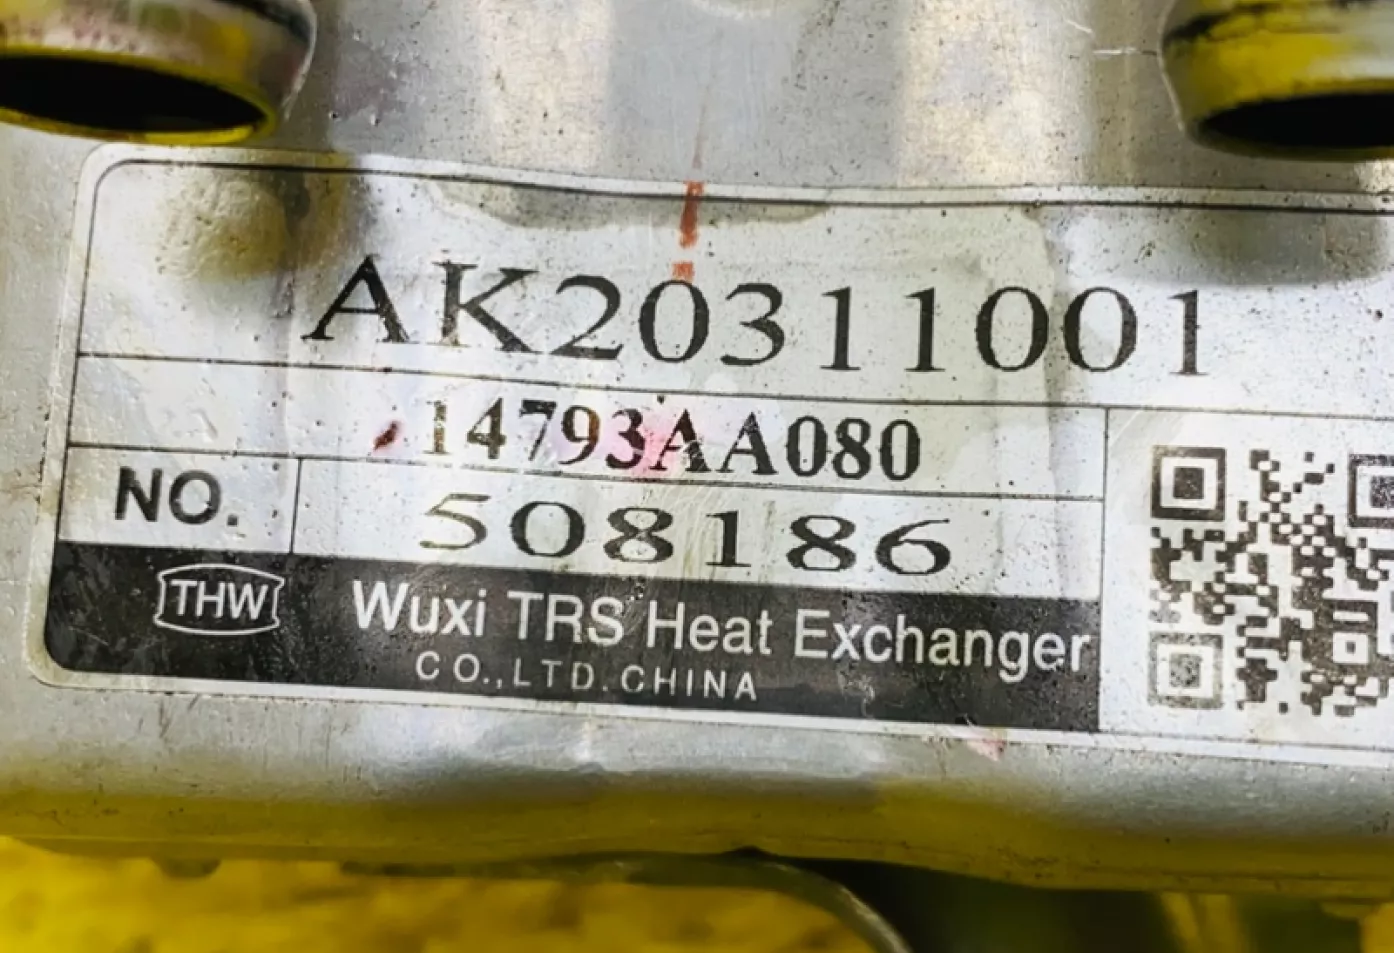 AK20311001
14793AA080
NO. 508186
THW Wuxi TRS Heat Exchanger
CO.,LTD.CHINA